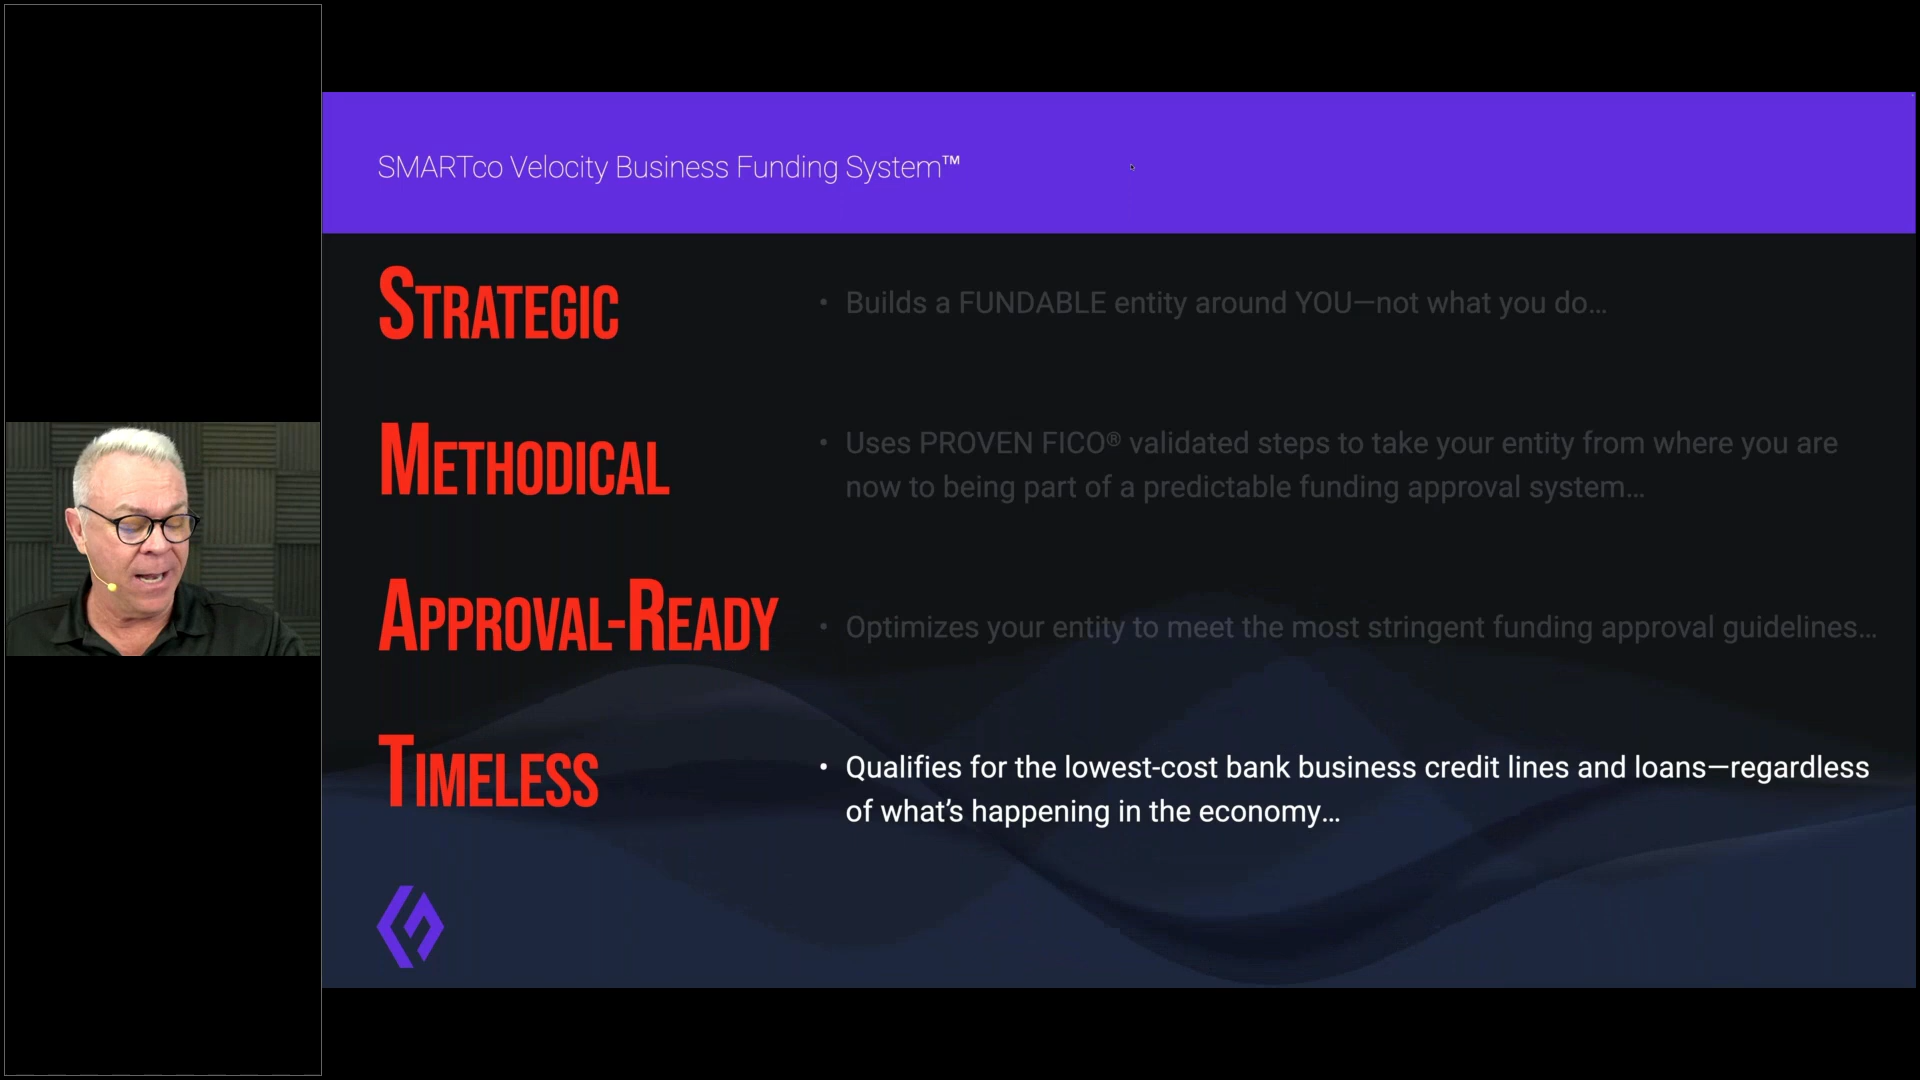 SMARTco Velocity Business Funding System™
STRATEGIC
• Builds a FUNDABLE entity around YOU—not what you do…
METHODICAL
• Uses PROVEN FICO® validated steps to take your entity from where you are
now to being part of a predictable funding approval system…
APPROVAL-READY
• Optimizes your entity to meet the most stringent funding approval guidelines…
TIMELESS
• Qualifies for the lowest-cost bank business credit lines and loans—regardless
of what’s happening in the economy…